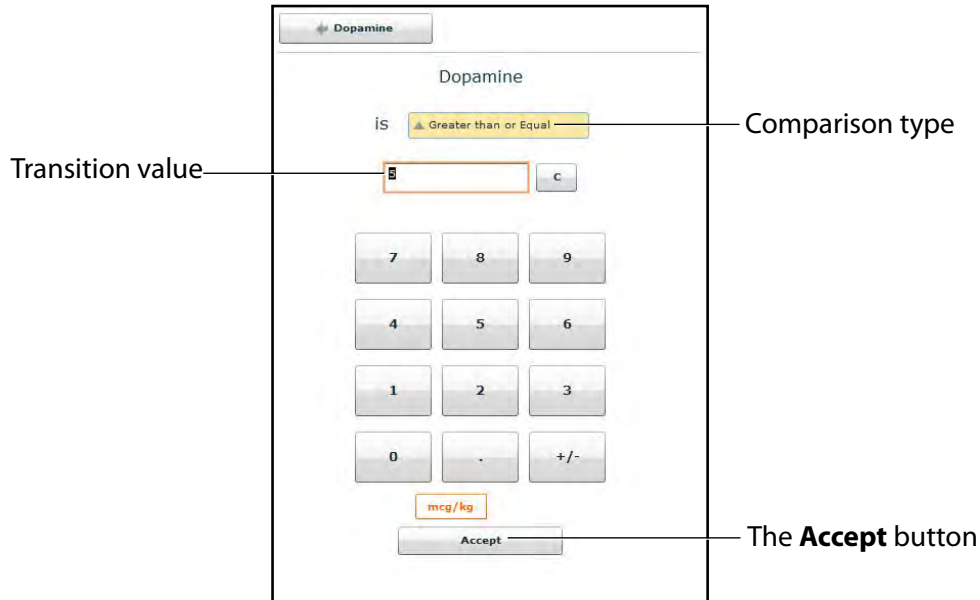 Dopamine
Dopamine
is Greater than or Equal
Comparison type
Transition value
5
C
7 8 9
4 5 6
1 2 3
0 . +/-
mcg/kg
Accept
The Accept button